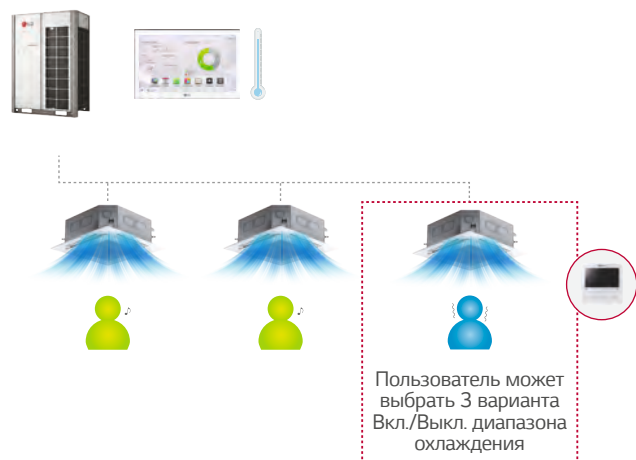 Пользователь может
выбрать 3 варианта
Вкл./Выкл. диапазона
охлаждения